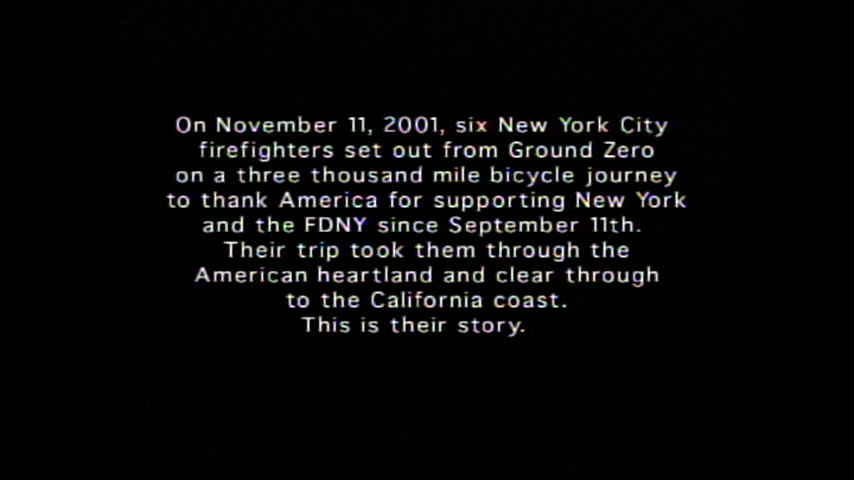 On November 11, 2001, six New York City
firefighters set out from Ground Zero
on a three thousand mile bicycle journey
to thank America for supporting New York
and the FDNY since September 11th.
Their trip took them through the
American heartland and clear through
to the California coast.
This is their story.